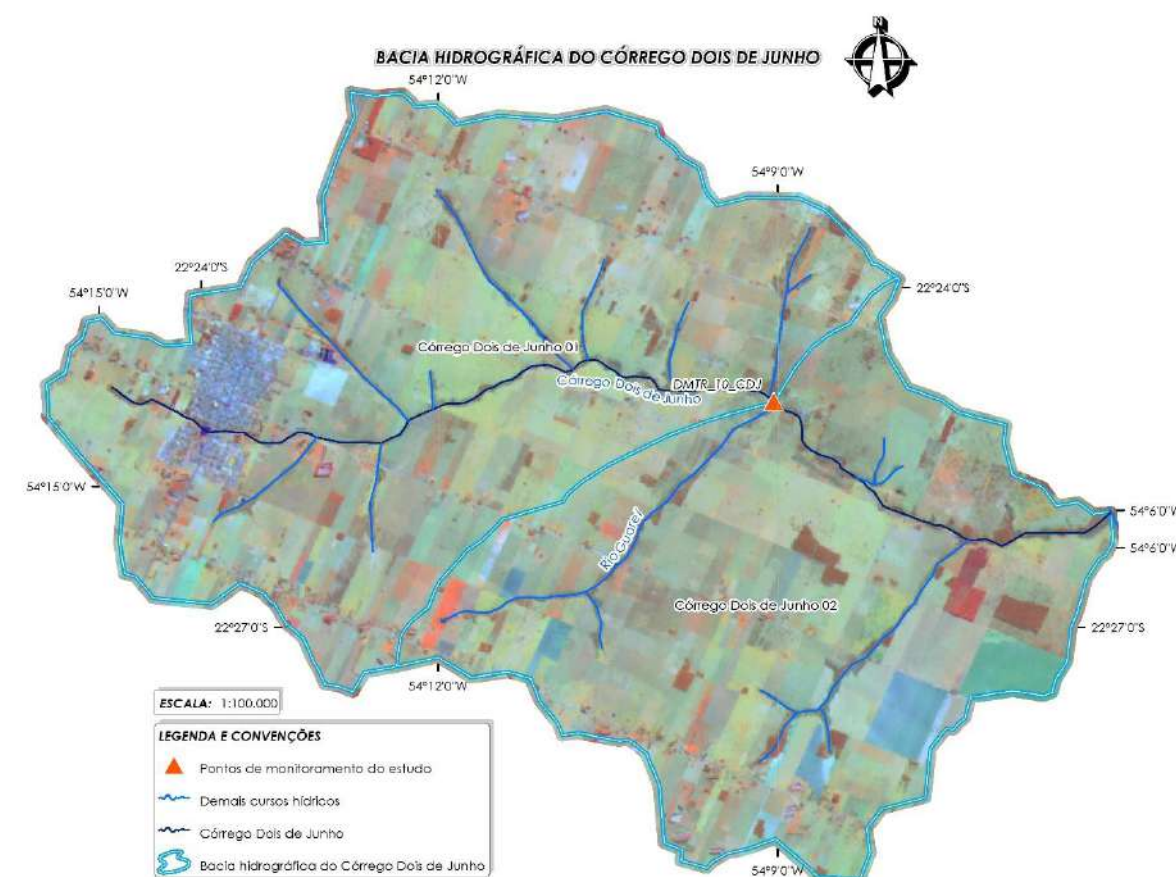 N
BACIA HIDROGRÁFICA DO CÓRREGO DOIS DE JUNHO
54°12'0"W
54°9'0"W
22°24'0"S
22°24'0"S
54°15'0"W
Córrego Dois de Junho 01
Córrego Dois de Junho
DMTR_10_CDJ
54°15'0"W
54°6'0"W
54°6'0"W
Rio Guareí
Córrego Dois de Junho 02
22°27'0"S
22°27'0"S
54°12'0"W
ESCALA: 1:100.000
LEGENDA E CONVENÇÕES
Pontos de monitoramento do estudo
Demais cursos hídricos
Córrego Dois de Junho
Bacia hidrográfica do Córrego Dois de Junho
54°9'0"W